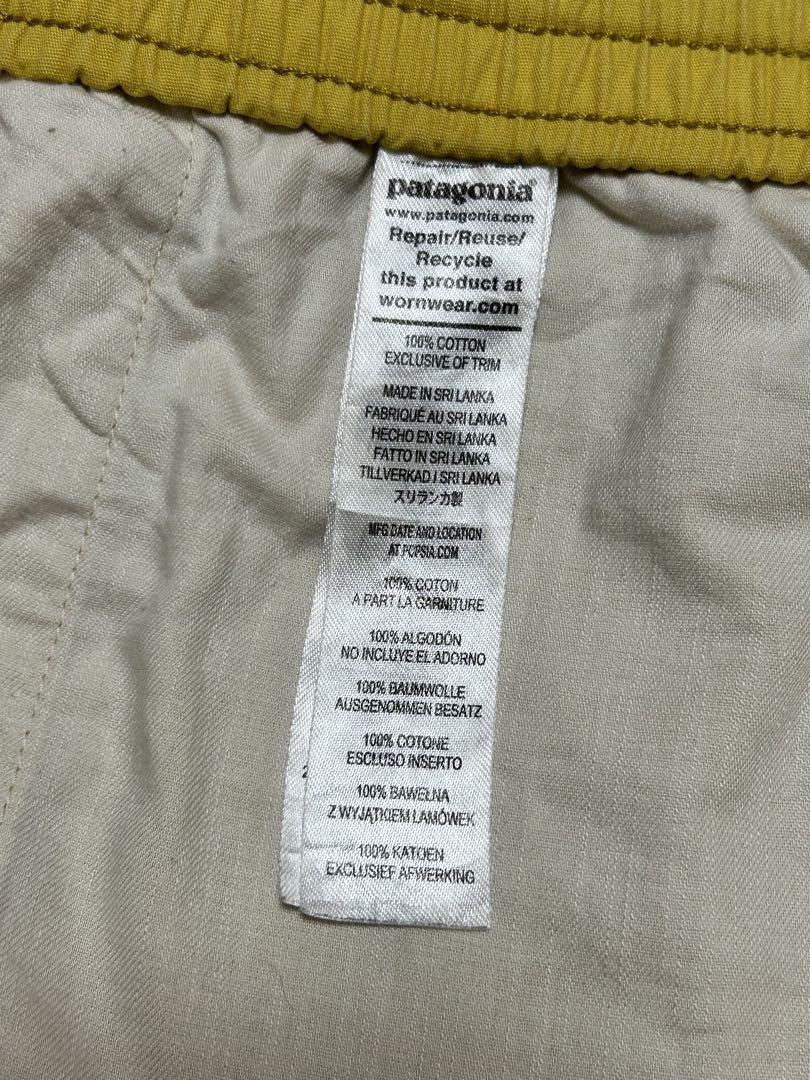 patagonia®
www.patagonia.com
Repair/Reuse/
Recycle
this product at
wornwear.com
100% COTTON
EXCLUSIVE OF TRIM
MADE IN SRI LANKA
FABRIQUÉ AU SRI LANKA
HECHO EN SRI LANKA
FATTO IN SRI LANKA
TILLVERKAD I SRI LANKA
スリランカ製
MFG DATE AND LOCATION
AT PCPSIA.COM
100% COTON
A PART LA GARNITURE
100% ALGODÓN
NO INCLUYE EL ADORNO
100% BAUMWOLLE
AUSGENOMMEN BESATZ
100% COTONE
ESCLUSO INSERTO
100% BAWEŁNA
Z WYJĄTKIEM LAMÓWEK
100% KATOEN
EXCLUSIEF AFWERKING